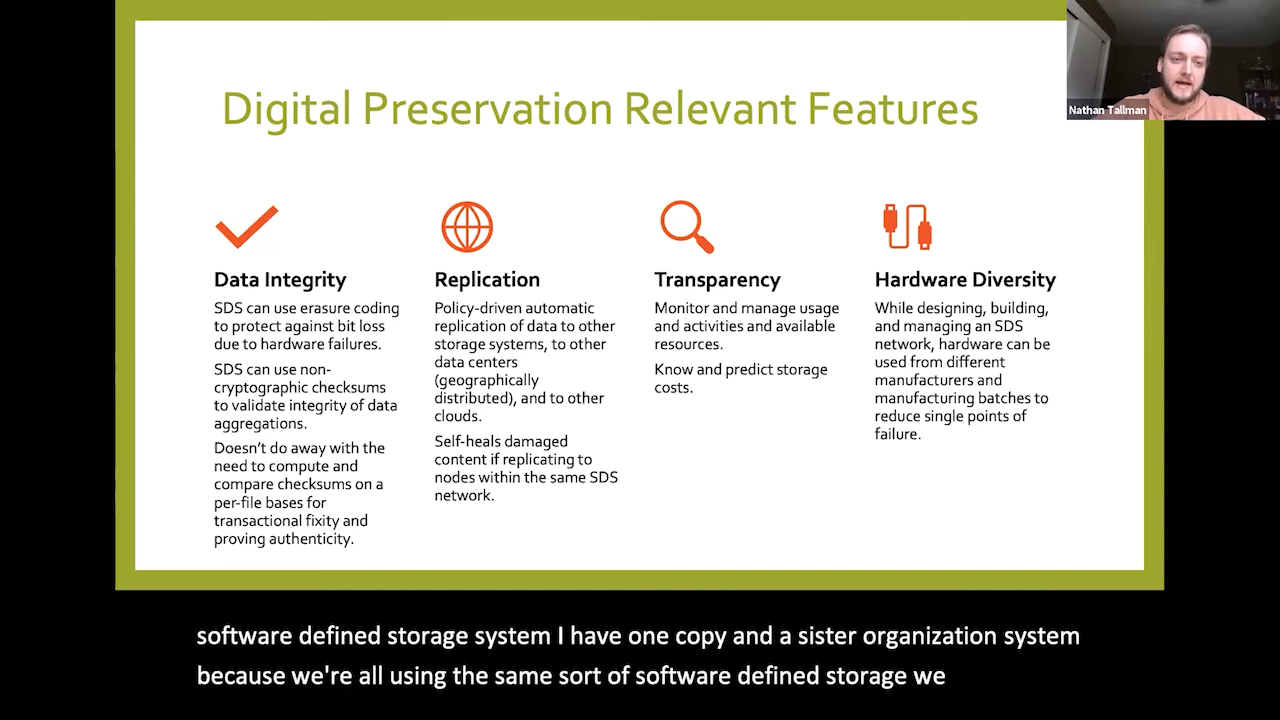 Digital Preservation Relevant Features
Nathan Tallman
Data Integrity
SDS can use erasure coding
to protect against bit loss
due to hardware failures.
SDS can use non-
cryptographic checksums
to validate integrity of data
aggregations.
Doesn't do away with the
need to compute and
compare checksums on a
per-file bases for
transactional fixity and
proving authenticity.
Replication
Policy-driven automatic
replication of data to other
storage systems, to other
data centers
(geographically
distributed), and to other
clouds.
Self-heals damaged
content if replicating to
nodes within the same SDS
network.
Transparency
Monitor and manage usage
and activities and available
resources.
Know and predict storage
costs.
Hardware Diversity
While designing, building,
and managing an SDS
network, hardware can be
used from different
manufacturers and
manufacturing batches to
reduce single points of
failure.
software defined storage system I have one copy and a sister organization system
because we're all using the same sort of software defined storage we